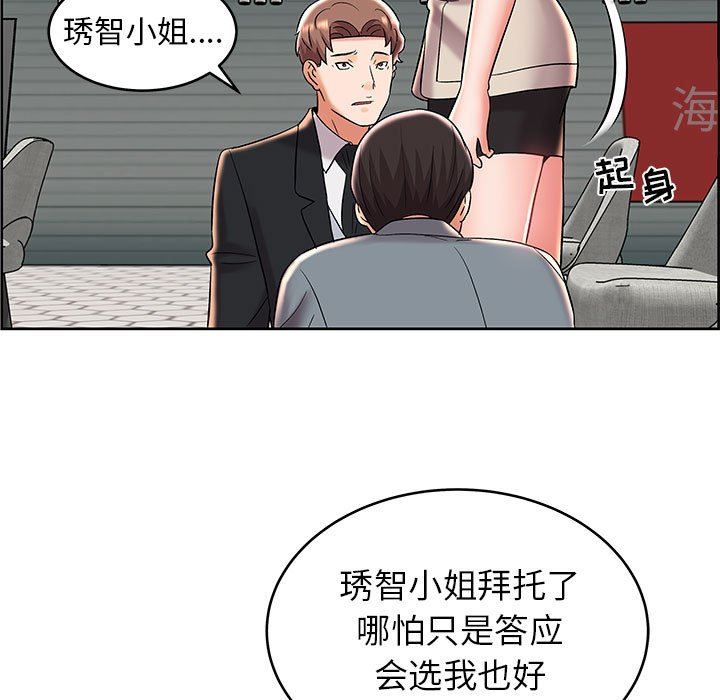 琇智小姐....
海
起身
琇智小姐拜托了
哪怕只是答应
会选我也好